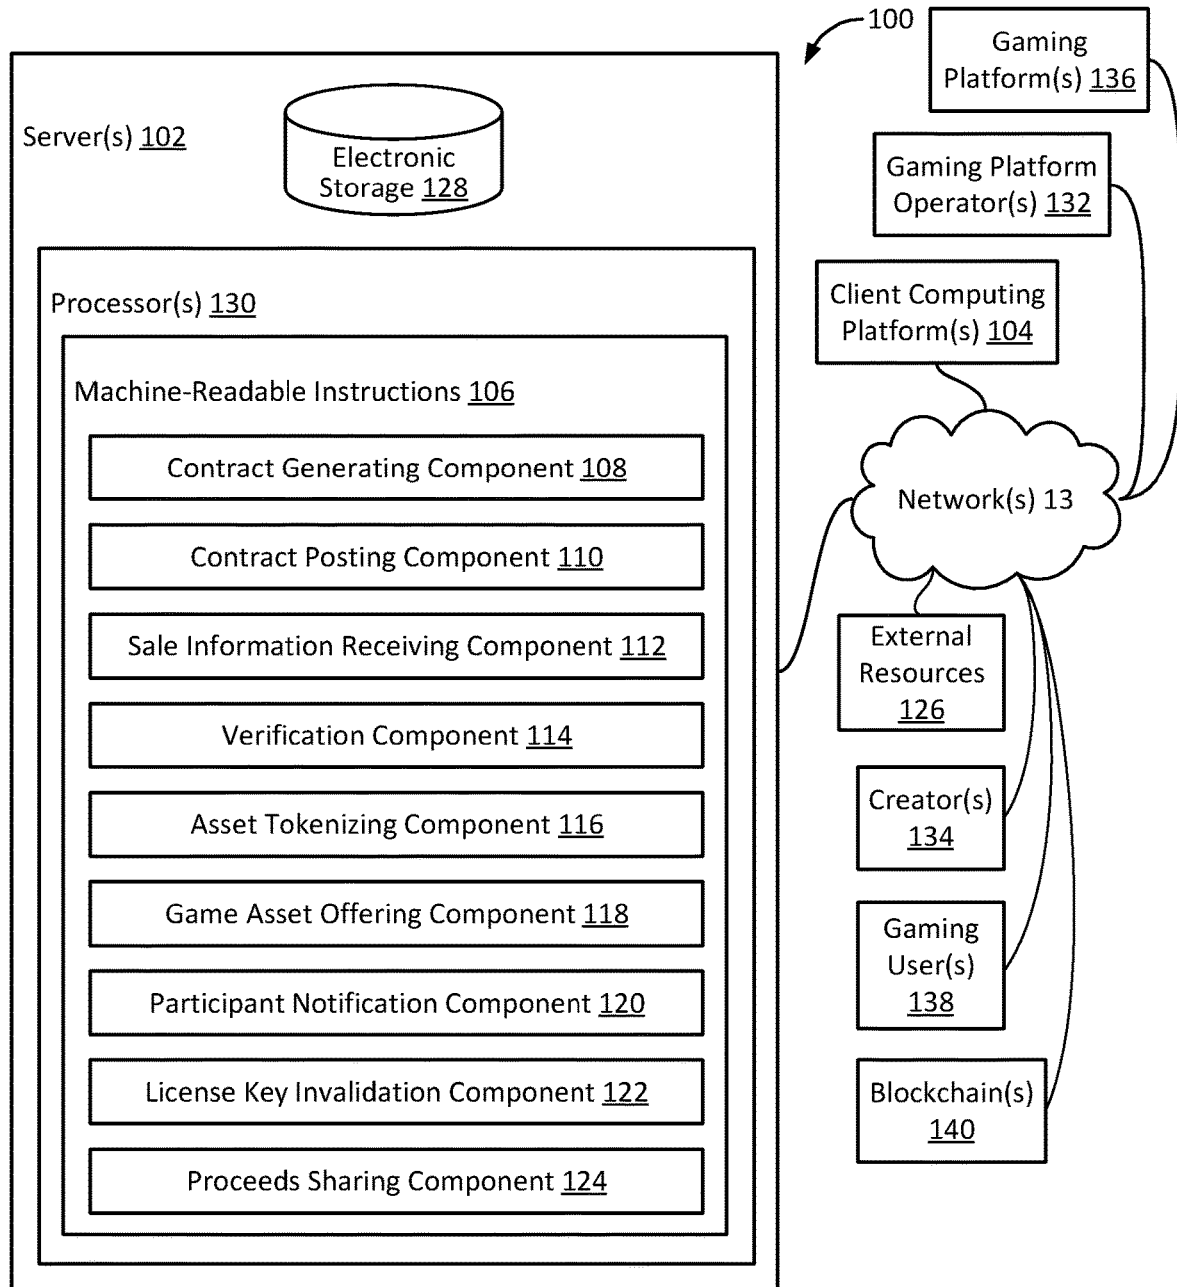 100
Gaming
Platform(s) 136
Server(s) 102
Electronic
Storage 128
Gaming Platform
Operator(s) 132
Processor(s) 130
Client Computing
Platform(s) 104
Machine-Readable Instructions 106
Contract Generating Component 108
Contract Posting Component 110
Sale Information Receiving Component 112
Verification Component 114
Asset Tokenizing Component 116
Game Asset Offering Component 118
Participant Notification Component 120
License Key Invalidation Component 122
Proceeds Sharing Component 124
Network(s) 13
External
Resources
126
Creator(s)
134
Gaming
User(s)
138
Blockchain(s)
140